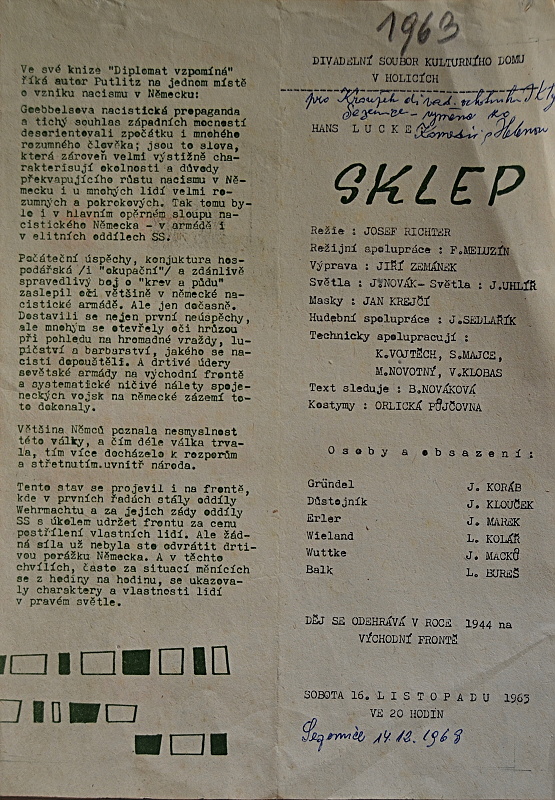 Ve své knize "Diplomat vzpomíná"
říká autor Putlitz na jednom místě
o vzniku nacismu v Německu:
Goebbelsova nacistická propaganda
a tichý souhlas západních mocností
desorientovali zpočátku i mnohého
rozumného člověka; jsou to slova,
která zároveň velmi výstižně cha-
rakterisují okolnosti a důvody
překvapujícího růstu nacismu v Ně-
mecku i u mnohých lidí velmi ro-
zumných a pokrokových. Tak tomu by-
lo i v hlavním opěrném sloupu na-
cistického Německa - v armádě i
v elitních oddílech SS.
Počáteční úspěchy, konjuktura hos-
podářská /i "okupační"/ a zdánlivě
spravedlivý boj o "krev a půdu"
zaslepil oči většině v německé na-
cistické armádě. Ale jen dočasně.
Dostavili se nejen první neúspěchy,
ale mnohým se otevřely oči hrůzou
při pohledu na hromadné vraždy, lu-
pičství a barbarství, jakého se na-
cisti dopouštěli. A drtivé údery
sovětské armády na východní frontě
a systematické ničivé nálety spoje-
neckých vojsk na německé zázemí to-
to dokonaly.
Většina Němců poznala nesmyslnost
této války, a čím déle válka trva-
la, tím více docházelo k rozporům
a střetnutím.uvnitř národa.
Tento stav se projevil i na frontě,
kde v prvních řadách stály oddíly
Wehrmachtu a za jejich zády oddíly
SS s úkolem udržet frontu za cenu
postřílení vlastních lidí. Ale žád-
ná síla už nebyla sto odvrátit drti-
vou porážku Německa. A v těchto
chvílích, často za situací měnících
se z hodiny na hodinu, se ukazova-
ly charaktery a vlastnosti lidí
v pravém světle.
1963
DIVADELNÍ SOUBOR KULTURNÍHO DOMU
V HOLICÍCH
pro Kroužek divad. ochotníků
HANS LUCKE
SKLEP
Režie : JOSEF RICHTER
Režijní spolupráce : F.MELUZÍN
Výprava : JIŘÍ ZEMÁNEK
Světla : J.NOVÁK- Světla : J.UHLÍŘ
Masky : JAN KREJČÍ
Hudební spolupráce : J.SEDLAŘÍK
Technicky spolupracují :
K.VOJTĚCH, S.MAJCE,
M.NOVOTNÝ, V.KLOBAS
Text sleduje : B.NOVÁKOVÁ
Kostymy : ORLICKÁ PŮJČOVNA
Osoby a obsazení:
Gründel J. KORÁB
Důstojník J. KLOUČEK
Erler J. MAREK
Wieland L. KOLÁŘ
Wuttke J. MACKŮ
Balk L. BUREŠ
DĚJ SE ODEHRÁVÁ V ROCE 1944 na
VÝCHODNÍ FRONTĚ
SOBOTA 16. LISTOPADU 1963
VE 20 HODIN
14.12.1963